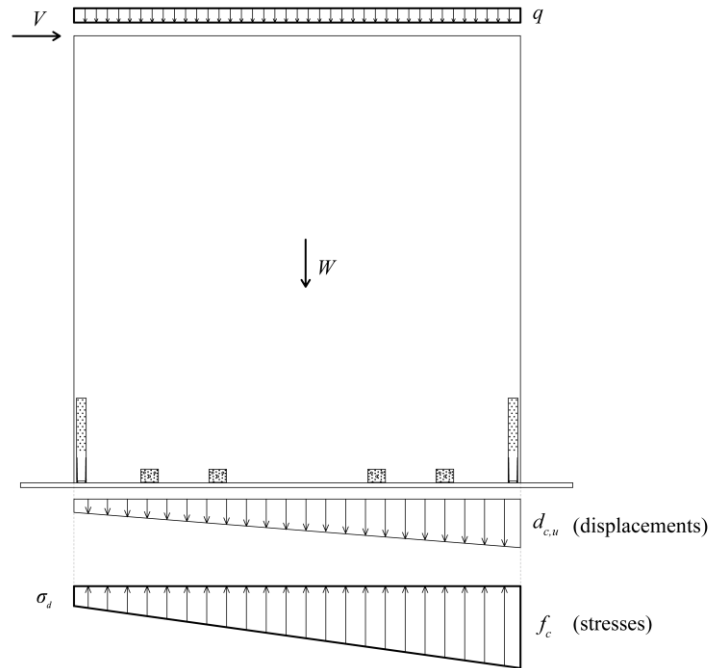 V
q
W
d_{c,u} (displacements)
σ_d
f_c (stresses)